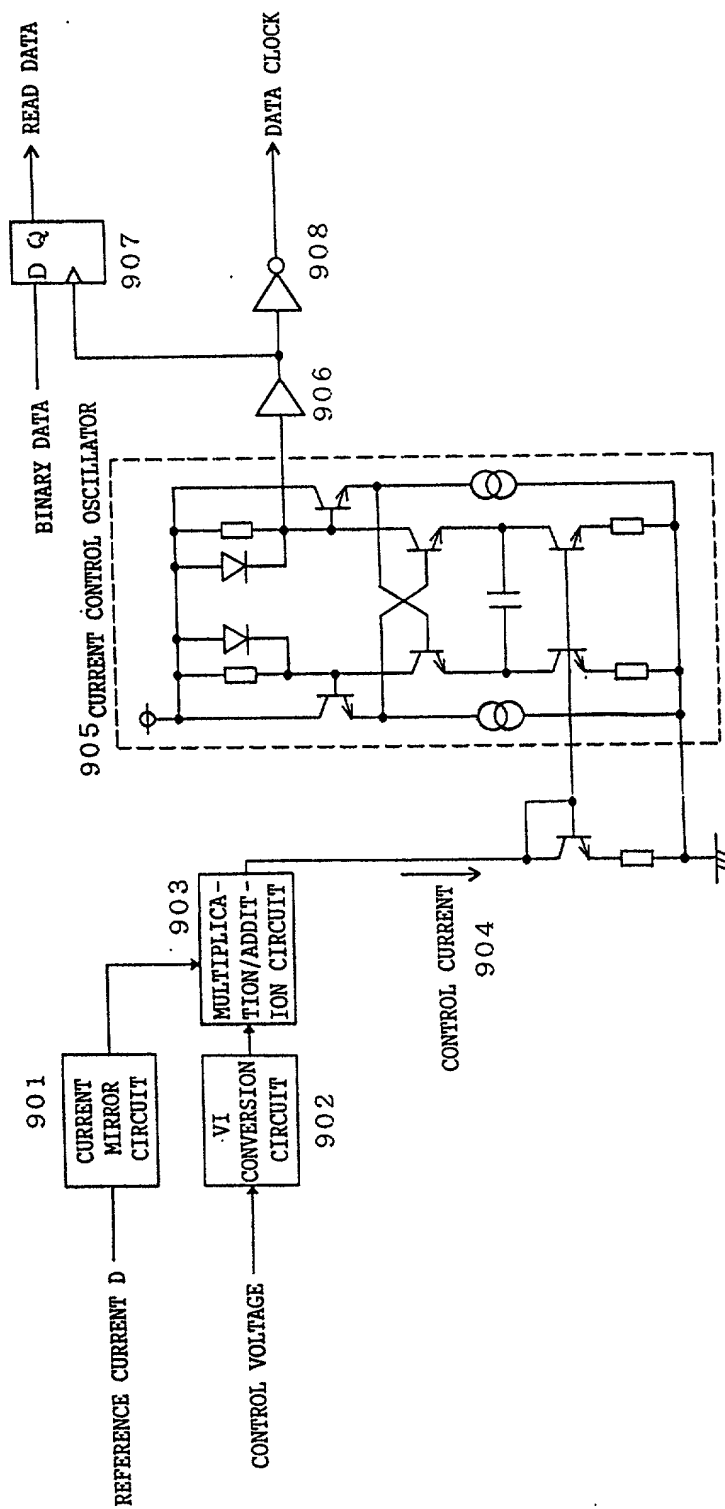 REFERENCE CURRENT D
901
CURRENT
MIRROR
CIRCUIT
CONTROL VOLTAGE
VI
CONVERSION
CIRCUIT
902
903
MULTIPLICA-
TION/ADDIT-
ION CIRCUIT
CONTROL CURRENT
904
905 CURRENT CONTROL OSCILLATOR
BINARY DATA
D Q
907
READ DATA
906
908
DATA CLOCK